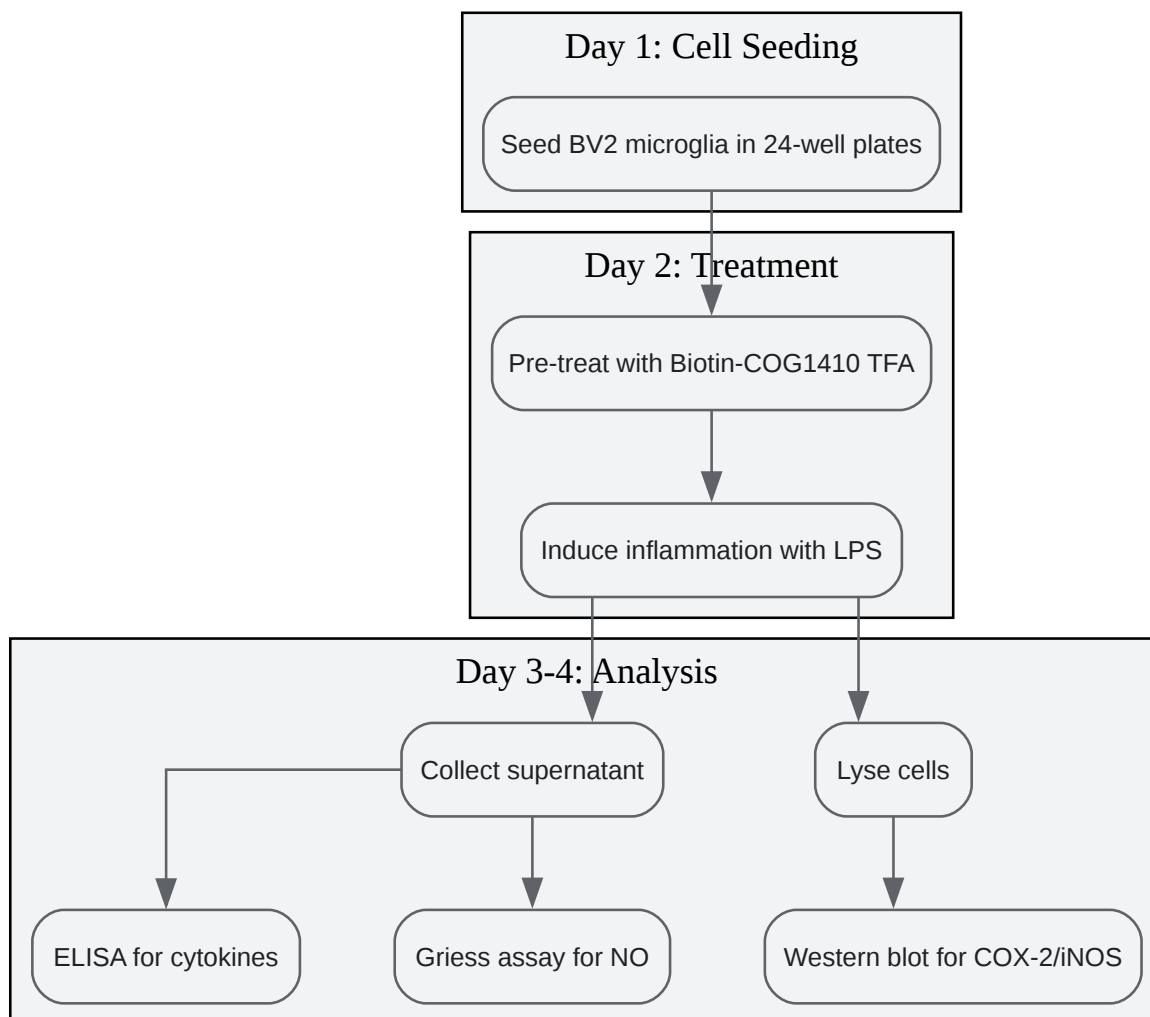 Day 1: Cell Seeding
Seed BV2 microglia in 24-well plates
Day 2: Treatment
Pre-treat with Biotin-COG1410 TFA
Induce inflammation with LPS
Day 3-4: Analysis
Collect supernatant
Lyse cells
ELISA for cytokines
Griess assay for NO
Western blot for COX-2/iNOS